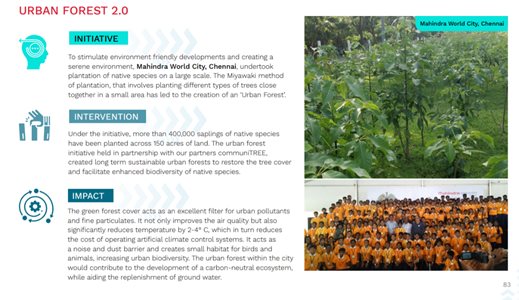 URBAN FOREST 2.0
Mahindra World City, Chennai
INITIATIVE
To stimulate environment friendly developments and creating a
serene environment, Mahindra World City, Chennai, undertook
plantation of native species on a large scale. The Miyawaki method
of plantation, that involves planting different types of trees close
together in a small area has led to the creation of an 'Urban Forest'.
INTERVENTION
Under the initiative, more than 400,000 saplings of native species
have been planted across 150 acres of land. The urban forest
initiative held in partnership with our partners communiTREE,
created long term sustainable urban forests to restore the tree cover
and facilitate enhanced biodiversity of native species.
IMPACT
The green forest cover acts as an excellent filter for urban pollutants
and fine particulates. It not only improves the air quality but also
significantly reduces temperature by 2-4° C, which in turn reduces
the cost of operating artificial climate control systems. It acts as
a noise and dust barrier and creates small habitat for birds and
animals, increasing urban biodiversity. The urban forest within the city
would contribute to the development of a carbon-neutral ecosystem,
while aiding the replenishment of ground water.
83